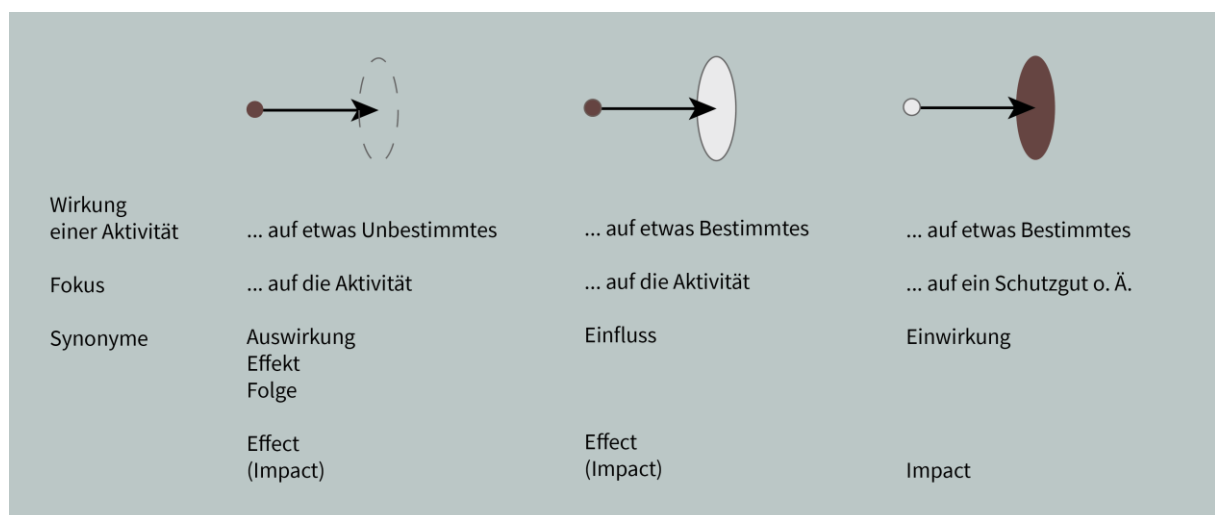 Wirkung
einer Aktivität
... auf etwas Unbestimmtes
... auf etwas Bestimmtes
... auf etwas Bestimmtes
Fokus
... auf die Aktivität
... auf die Aktivität
... auf ein Schutzgut o. Ä.
Synonyme
Auswirkung
Effekt
Folge
Einfluss
Einwirkung
Effect
(Impact)
Effect
(Impact)
Impact